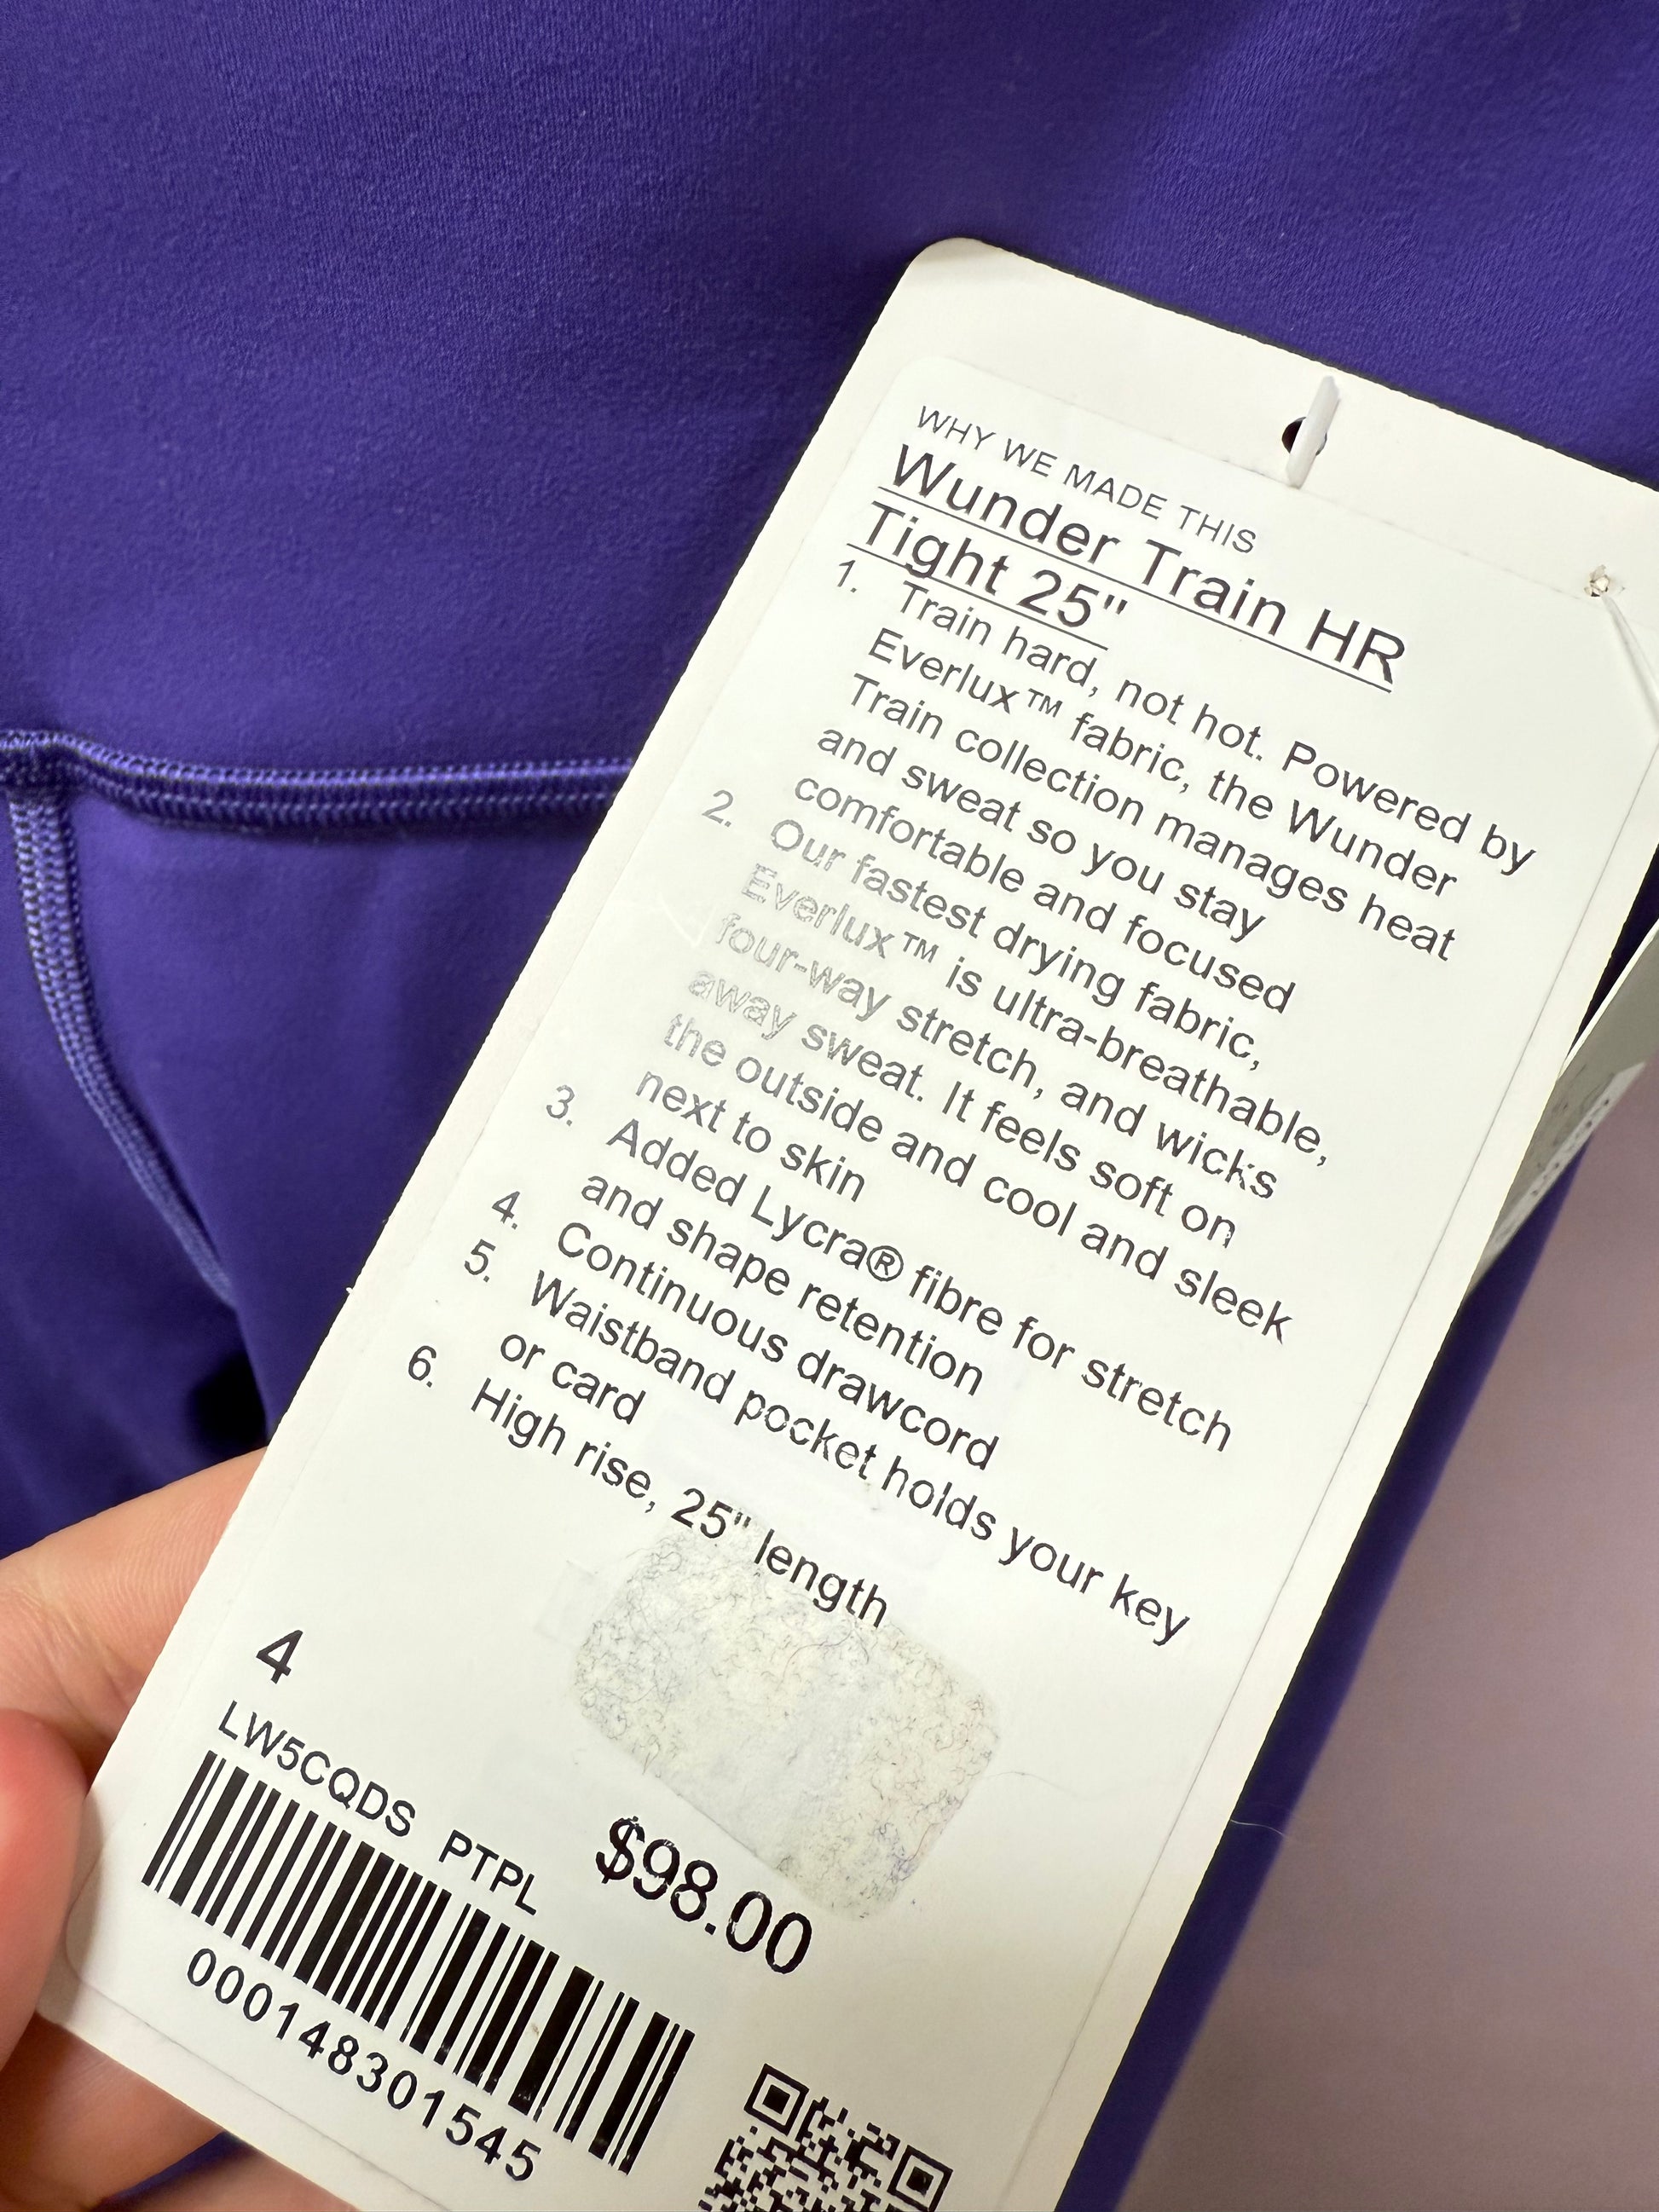 WHY WE MADE THIS
Wunder Train HR
Tight 25"
1. Train hard, not hot. Powered by
Everlux™ fabric, the Wunder
Train collection manages heat
and sweat so you stay
comfortable and focused
2. Our fastest drying fabric,
Everlux™ is ultra-breathable,
four-way stretch, and wicks
away sweat. It feels soft on
the outside and cool and sleek
next to skin
3. Added Lycra® fibre for stretch
and shape retention
4. Continuous drawcord
5. Waistband pocket holds your key
or card
6. High rise, 25" length
4
LW5CQDS PTPL
$98.00
000148301545